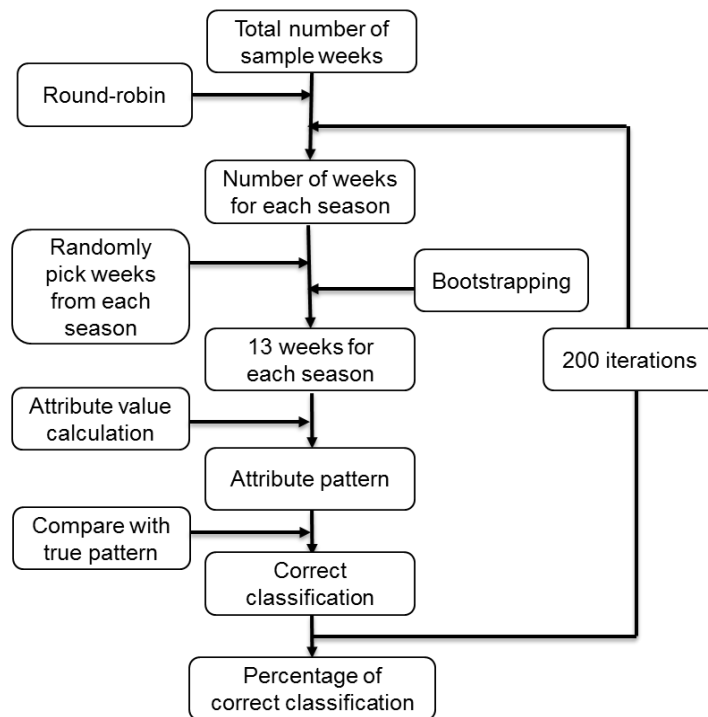 Total number of
sample weeks
Round-robin
Number of weeks
for each season
Randomly
pick weeks
from each
season
Bootstrapping
13 weeks for
each season
200 iterations
Attribute value
calculation
Attribute pattern
Compare with
true pattern
Correct
classification
Percentage of
correct classification